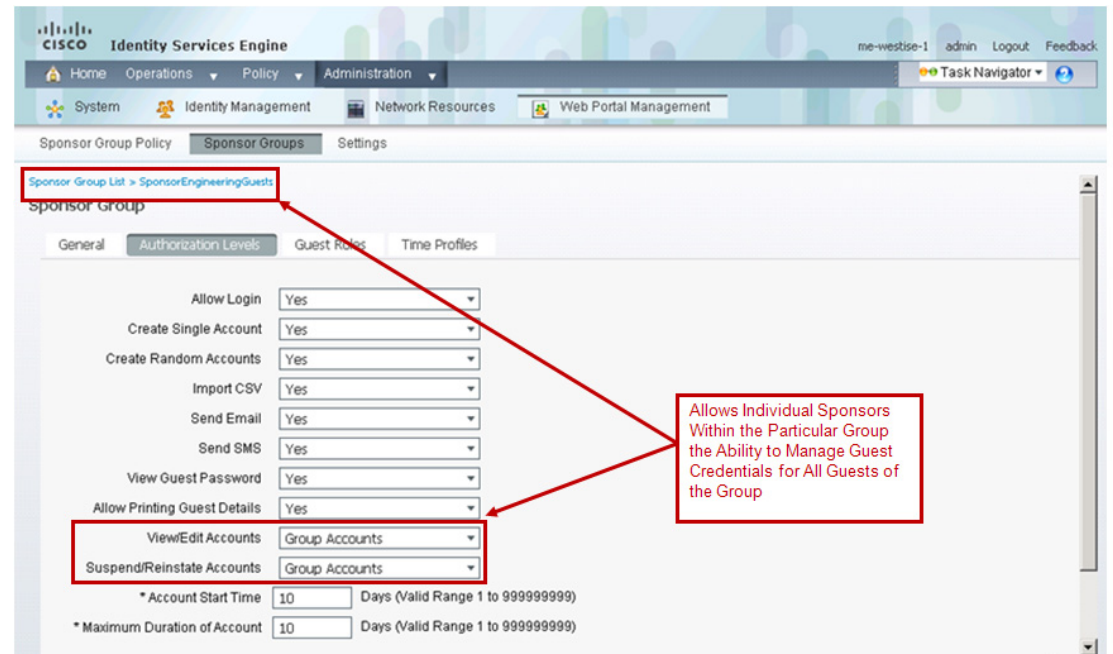 CISCO Identity Services Engine
me-westise-1 admin Logout Feedback
Home Operations Policy Administration
Task Navigator
System Identity Management Network Resources Web Portal Management
Sponsor Group Policy Sponsor Groups Settings
Sponsor Group List > SponsorEngineeringGuests
Sponsor Group
General Authorization Levels Guest Roles Time Profiles
Allow Login Yes
Create Single Account Yes
Create Random Accounts Yes
Import CSV Yes
Send Email Yes
Send SMS Yes
View Guest Password Yes
Allow Printing Guest Details Yes
View/Edit Accounts Group Accounts
Suspend/Reinstate Accounts Group Accounts
* Account Start Time 10 Days (Valid Range 1 to 999999999)
* Maximum Duration of Account 10 Days (Valid Range 1 to 999999999)
Allows Individual Sponsors
Within the Particular Group
the Ability to Manage Guest
Credentials for All Guests of
the Group